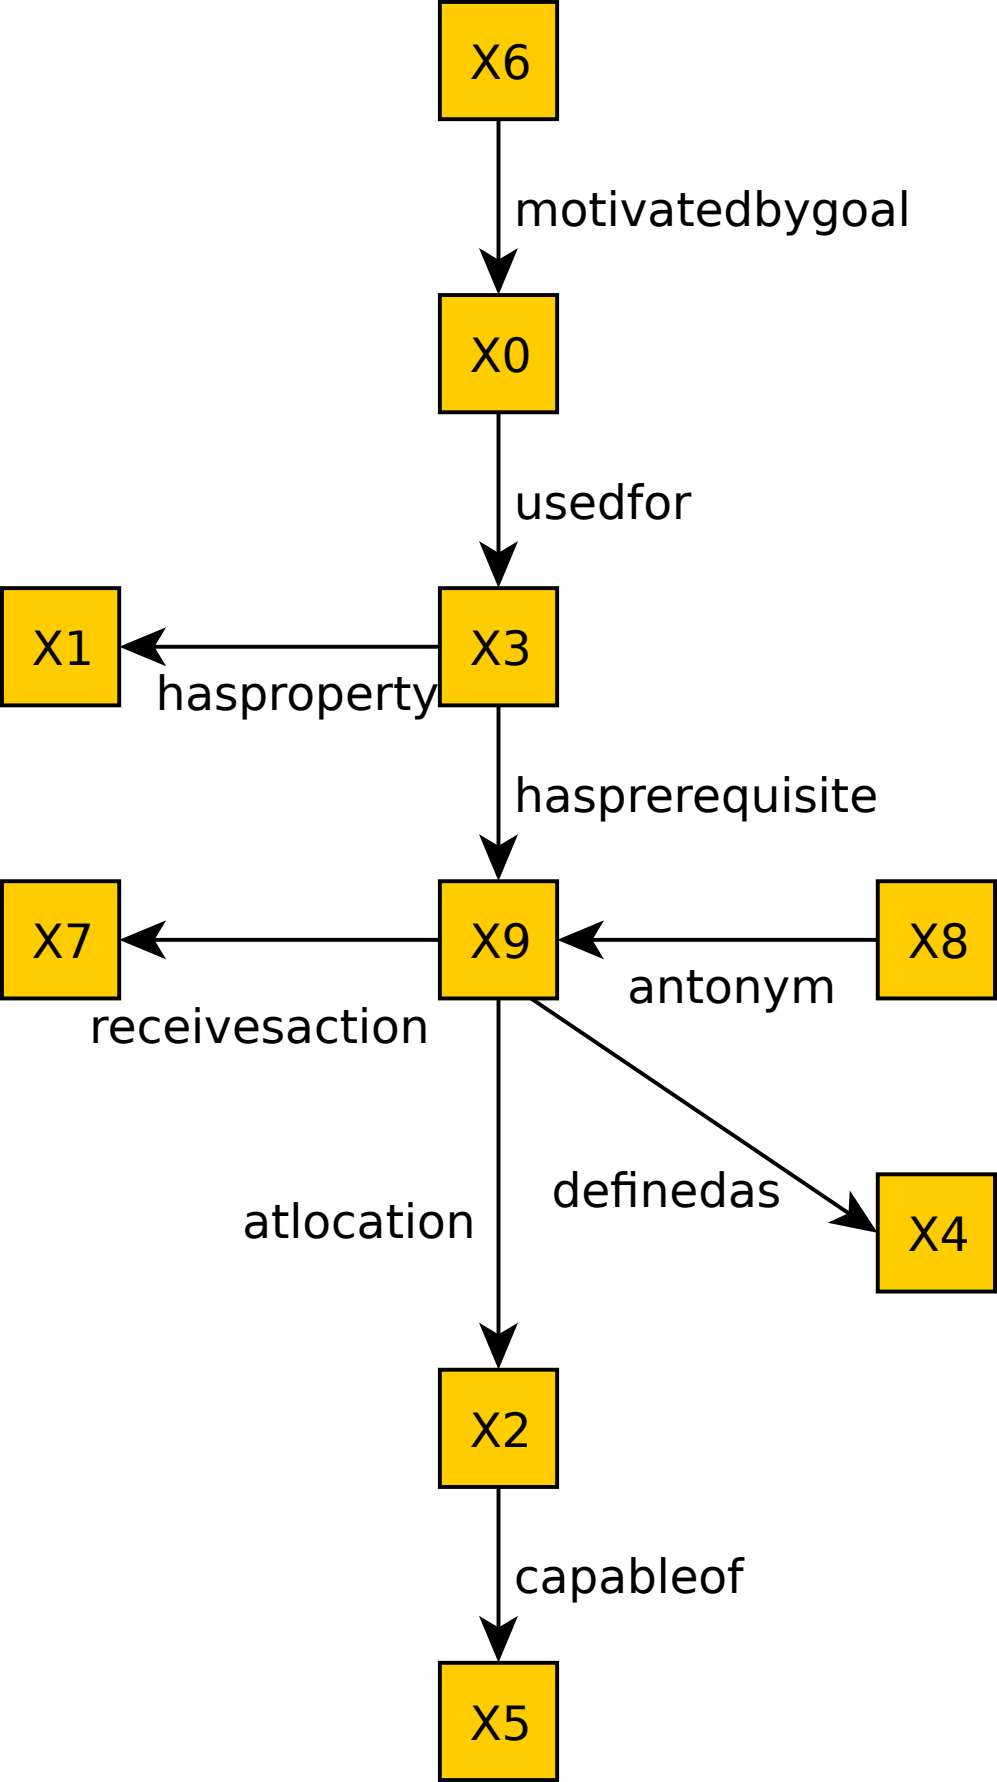 X6
motivatedbygoal
X0
usedfor
X1
X3
hasproperty
hasprerequisite
X7
X9
X8
antonym
receivesaction
definedas
atlocation
X4
X2
capableof
X5